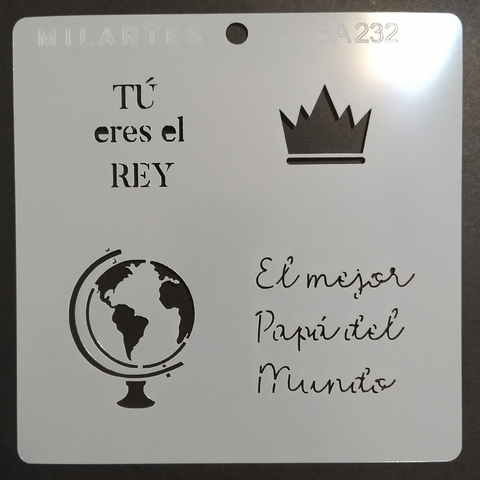 MILARTES
SA232
TÚ
eres el
REY
El mejor
Papá del
Mundo